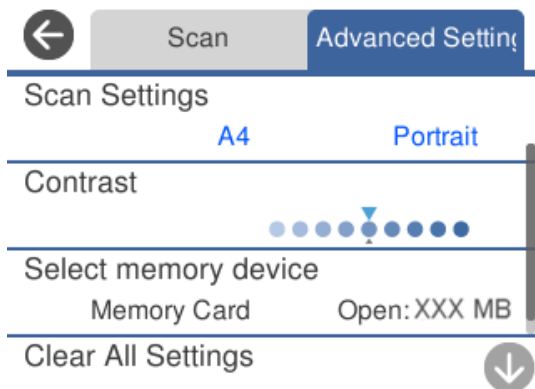 Scan
Advanced Setting
Scan Settings
A4 Portrait
Contrast
Select memory device
Memory Card Open: XXX MB
Clear All Settings